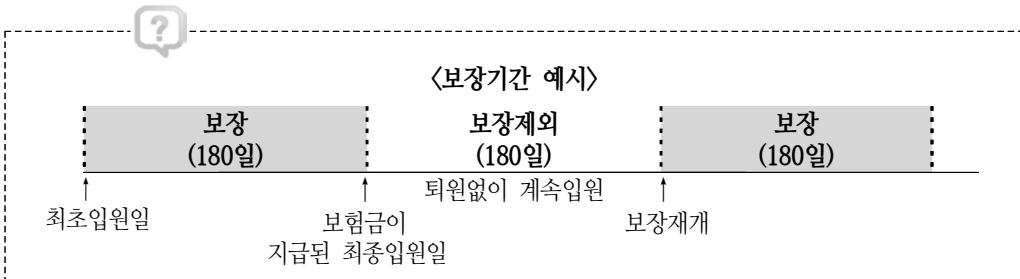 ?
〈보장기간 예시〉
보장 보장제외 보장
(180일) (180일) (180일)
퇴원없이 계속입원
최초입원일 보험금이 보장재개
지급된 최종입원일